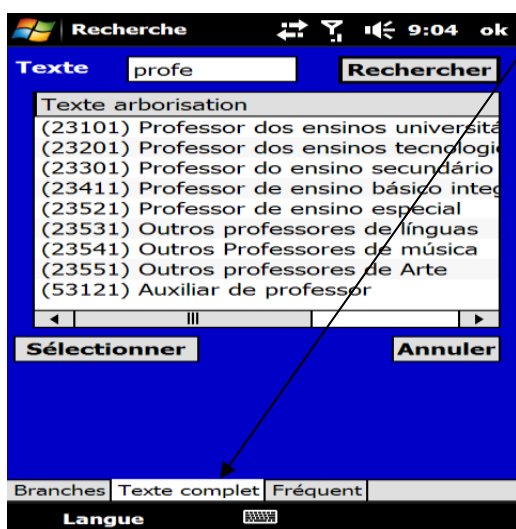 Recherche 9:04 ok
Texte profe Rechercher
Texte arborisation
(23101) Professor dos ensinos universitá
(23201) Professor dos ensinos tecnologi
(23301) Professor do ensino secundário
(23411) Professor de ensino básico integ
(23521) Professor de ensino especial
(23531) Outros professores de línguas
(23541) Outros Professores de música
(23551) Outros professores de Arte
(53121) Auxiliar de professor
Sélectionner Annuler
Branches Texte complet Fréquent
Langue